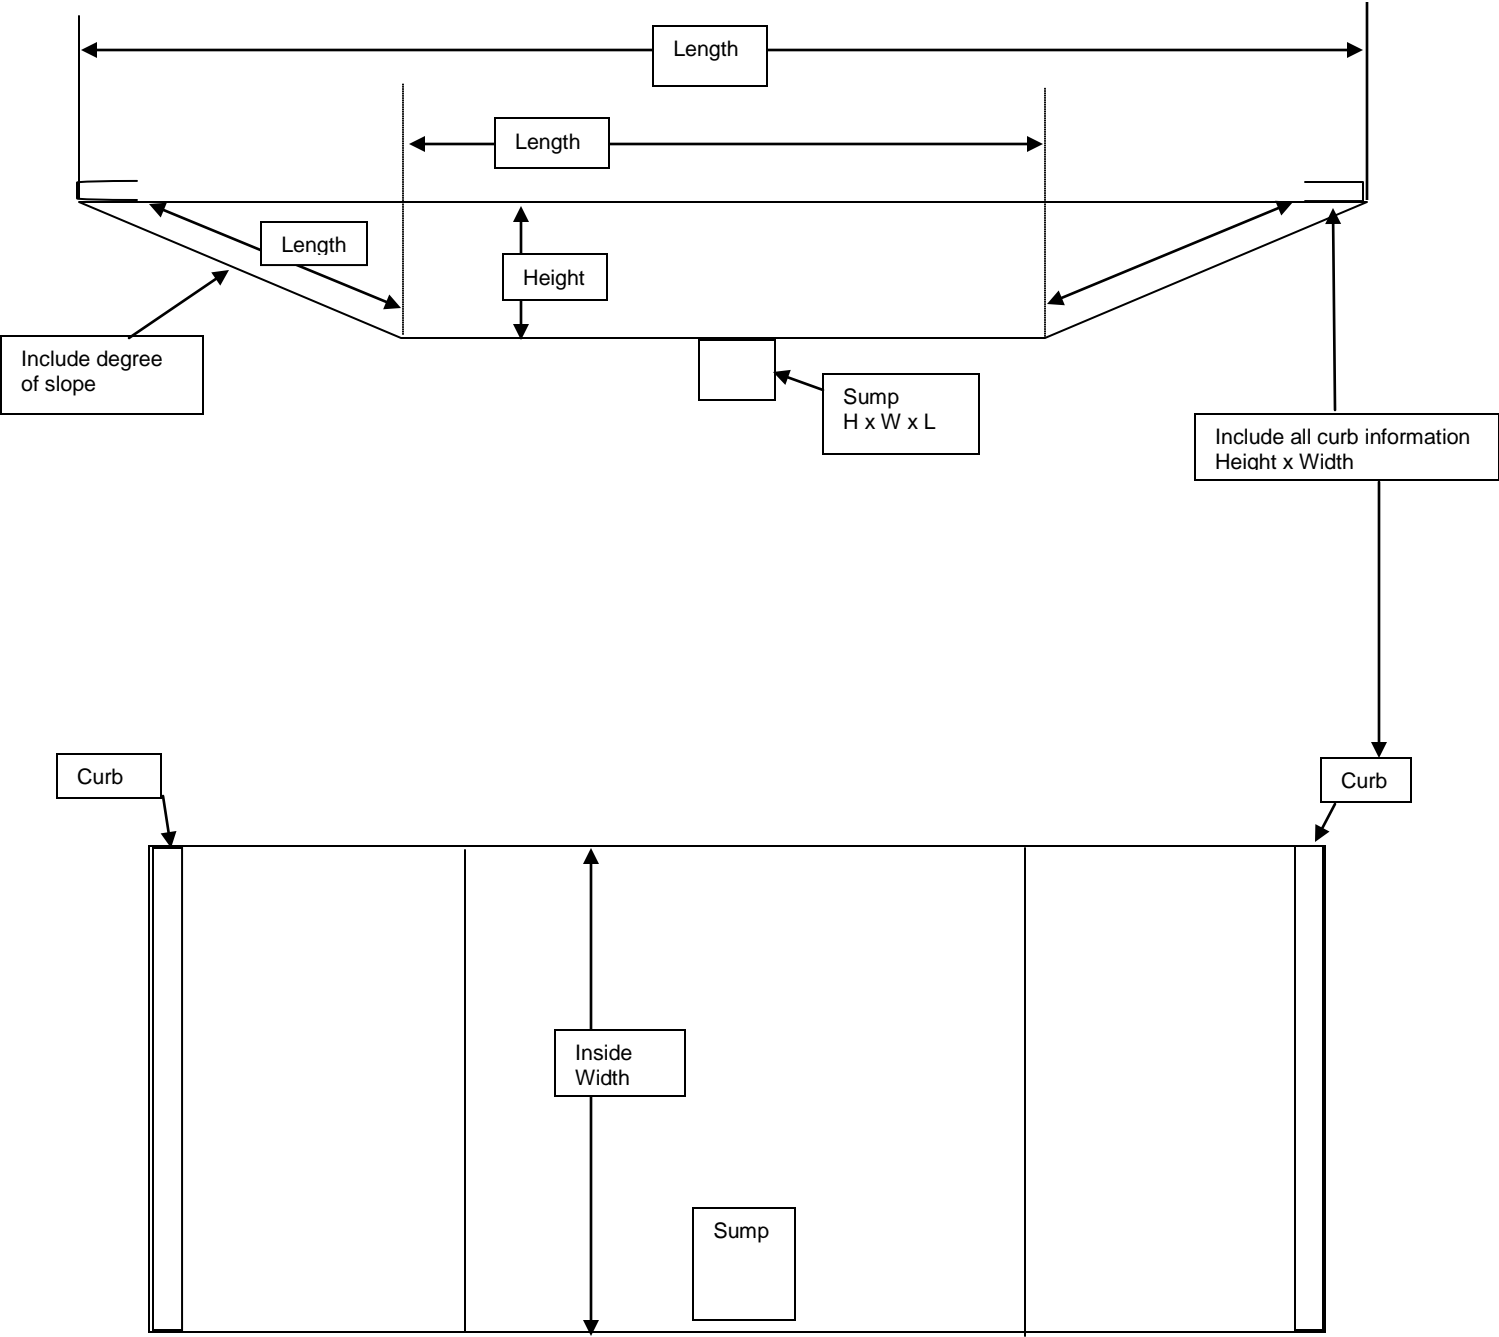 Length
Length
Length
Height
Include degree
of slope
Sump
H x W x L
Include all curb information
Height x Width
Curb
Curb
Inside
Width
Sump